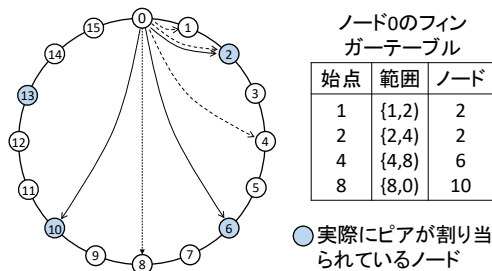 0
1
2
3
4
5
6
7
8
9
10
11
12
13
14
15
ノード0のフィン
ガーテーブル
始点 範囲 ノード
1 {1,2) 2
2 {2,4) 2
4 {4,8) 6
8 {8,0) 10
実際にピアが割り当
られているノード